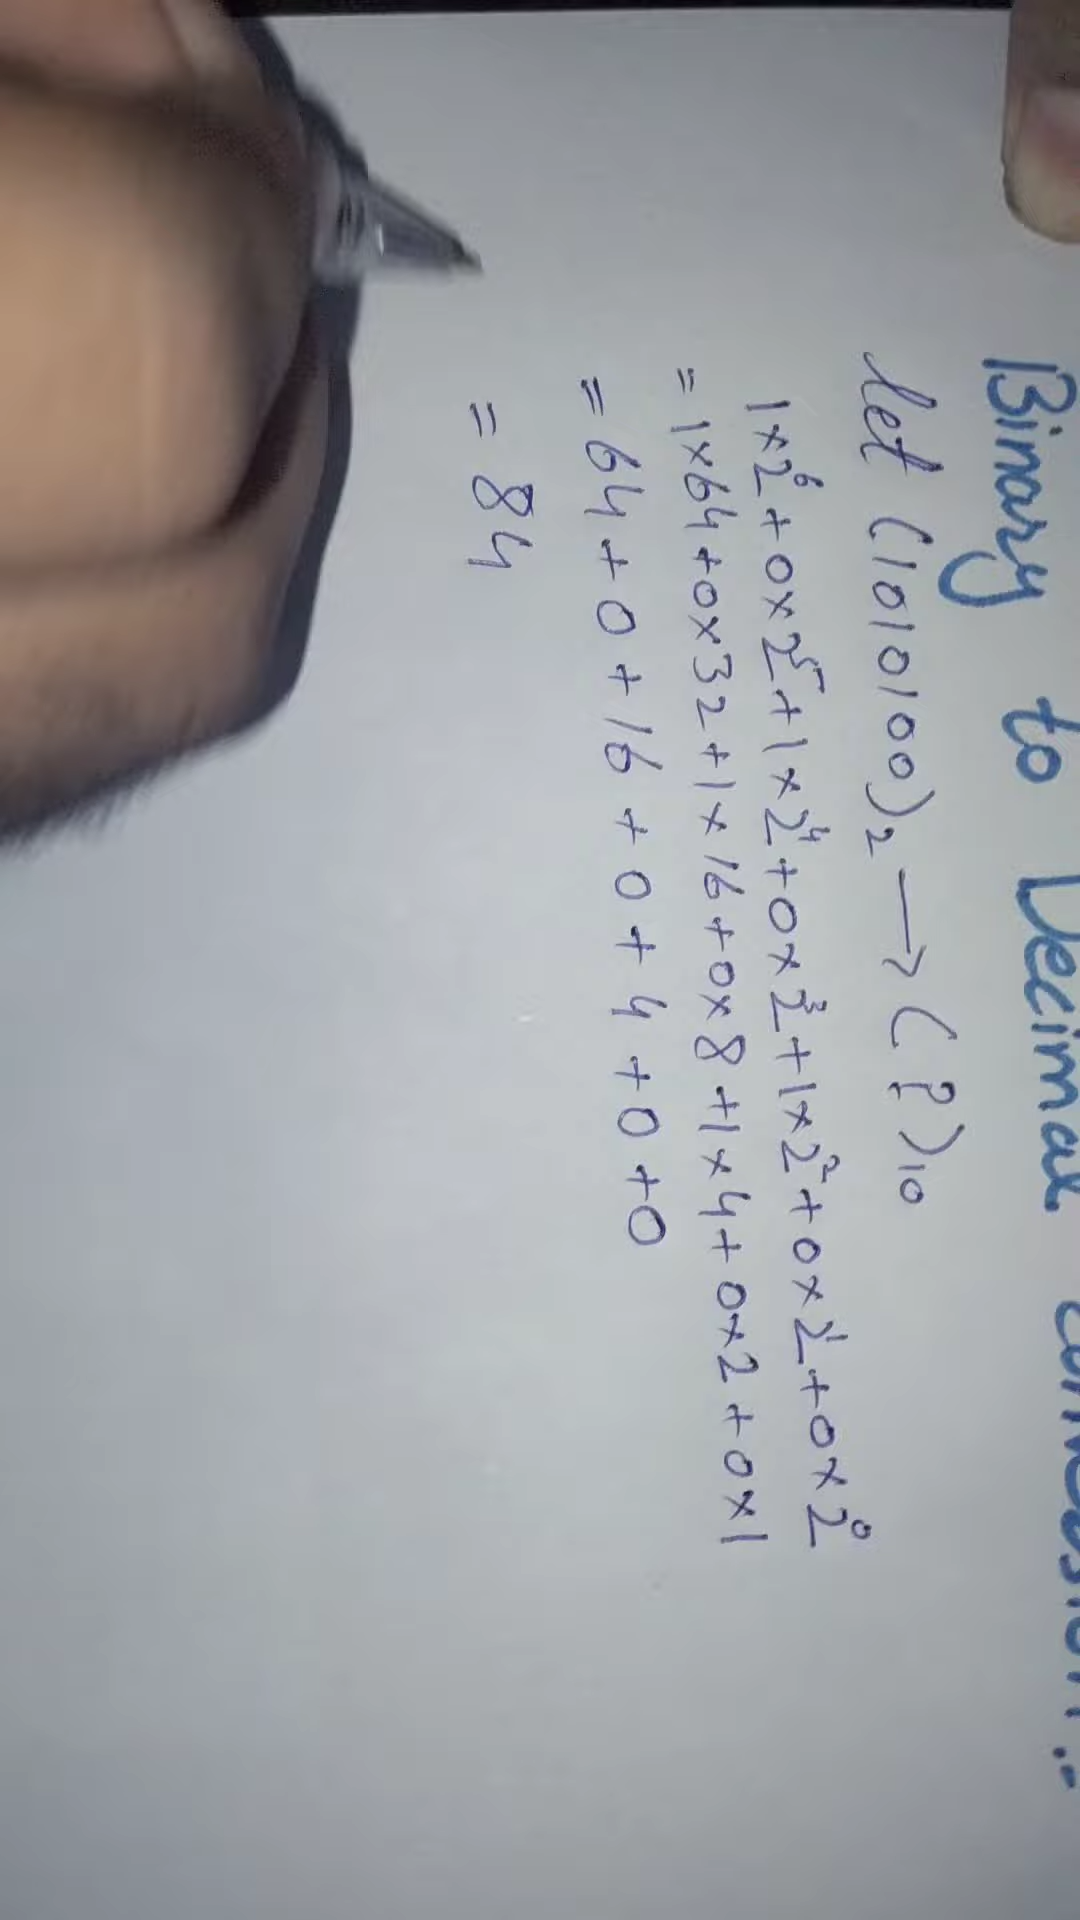 Binary to Decimal Conversion :-
let (1010100)₂ → (?)₁₀
1×2⁶ + 0×2⁵ + 1×2⁴ + 0×2³ + 1×2² + 0×2¹ + 0×2⁰
= 1×64 + 0×32 + 1×16 + 0×8 + 1×4 + 0×2 + 0×1
= 64 + 0 + 16 + 0 + 4 + 0 + 0
= 84